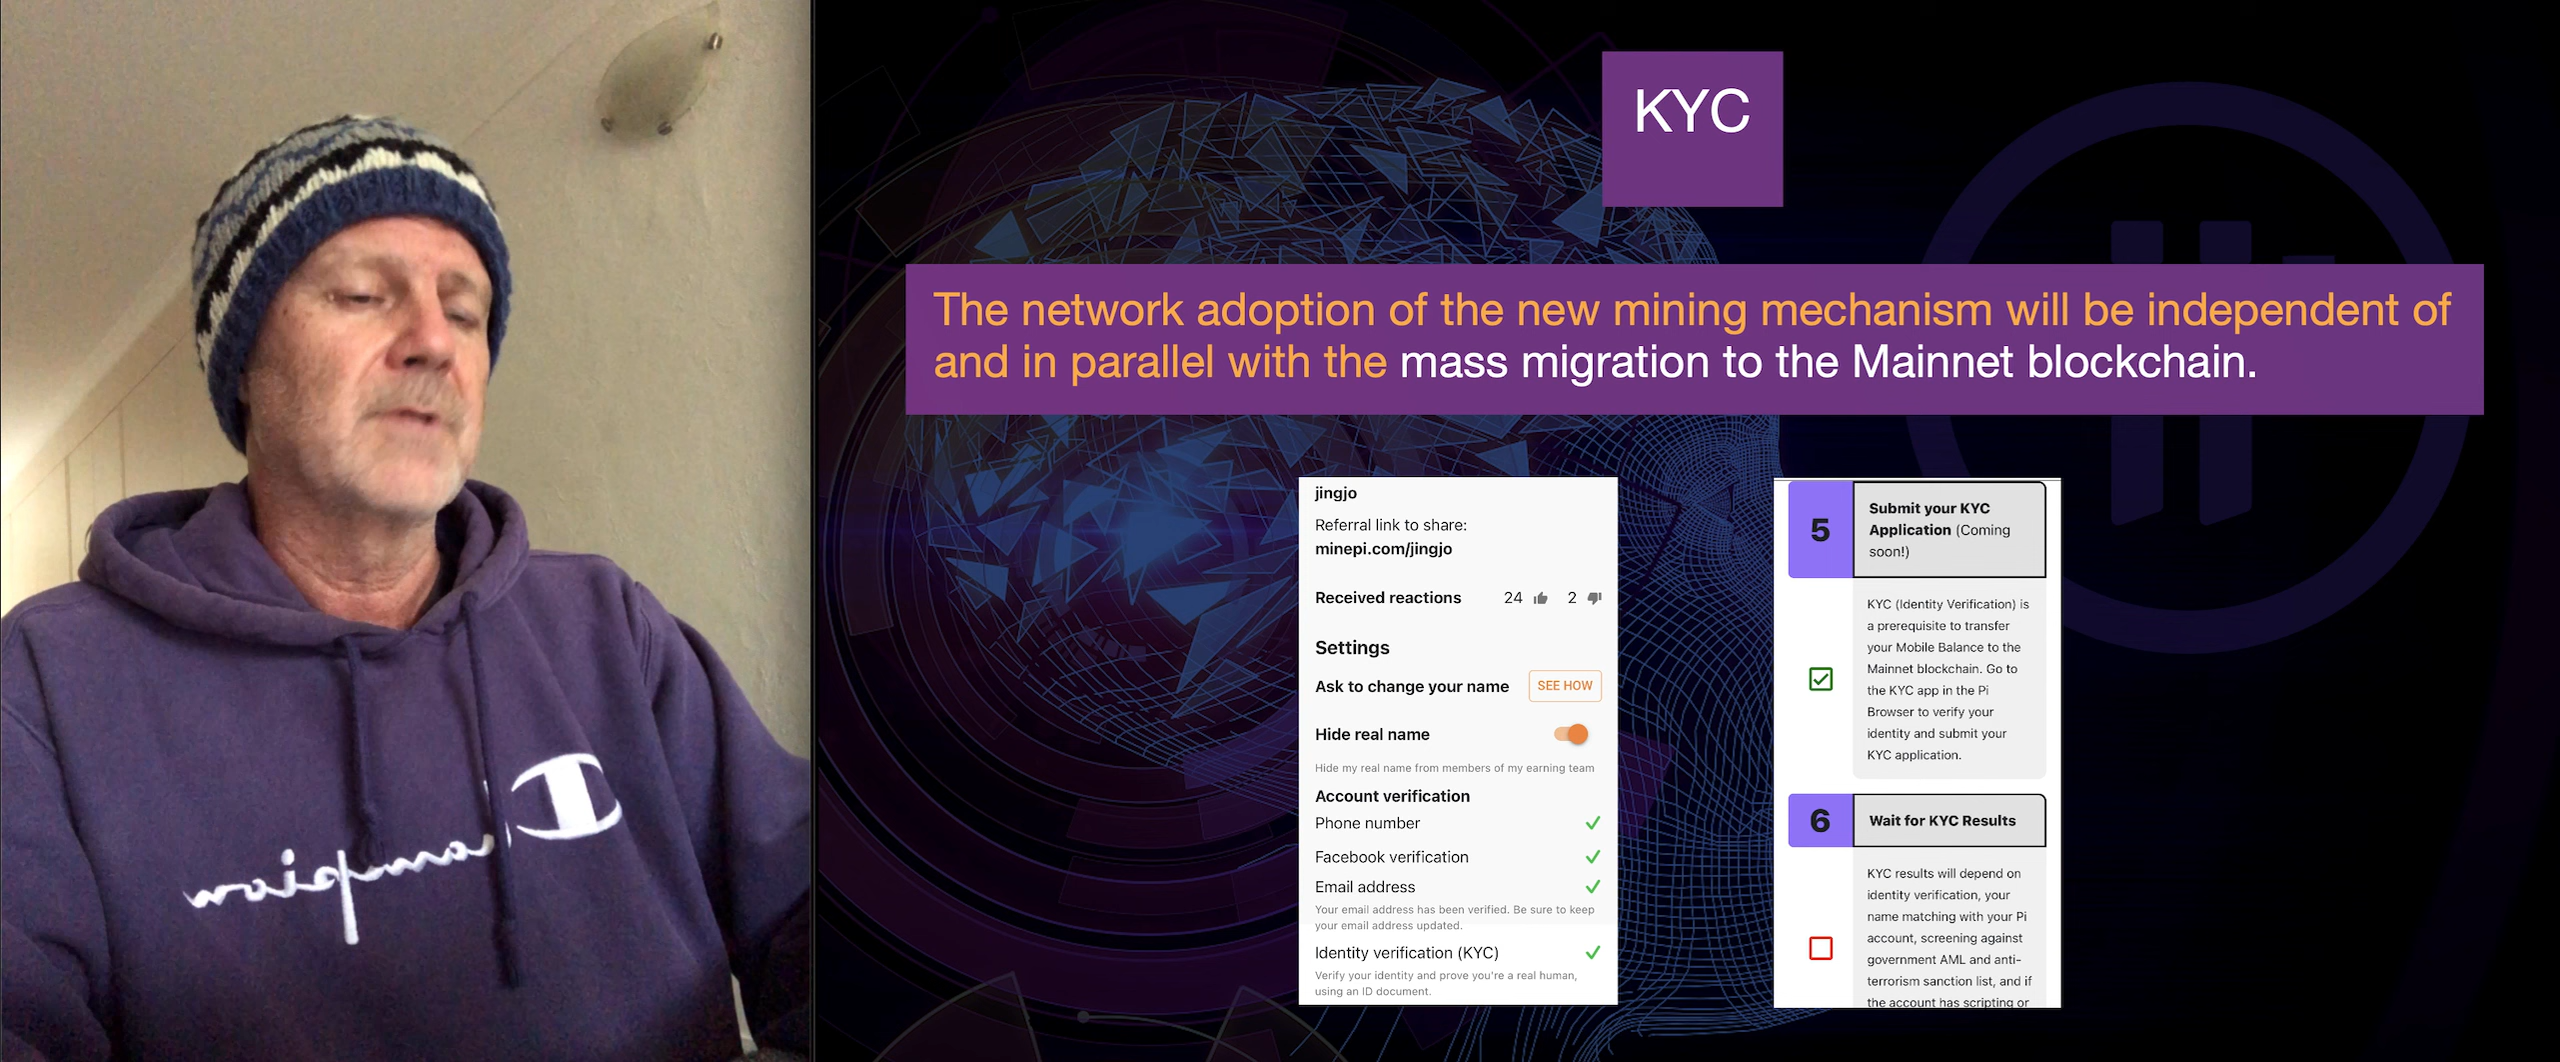 KYC
The network adoption of the new mining mechanism will be independent of
and in parallel with the mass migration to the Mainnet blockchain.
jingjo
Referral link to share:
minepi.com/jingjo
Received reactions 24 2
Settings
Ask to change your name SEE HOW
Hide real name
Hide my real name from members of my earning team
Account verification
Phone number
Facebook verification
Email address
Your email address has been verified. Be sure to keep
your email address updated.
Identity verification (KYC)
Verify your identity and prove you're a real human,
using an ID document.
5
Submit your KYC
Application (Coming
soon!)
KYC (Identity Verification) is
a prerequisite to transfer
your Mobile Balance to the
Mainnet blockchain. Go to
the KYC app in the Pi
Browser to verify your
identity and submit your
KYC application.
6
Wait for KYC Results
KYC results will depend on
identity verification, your
name matching with your Pi
account, screening against
government AML and anti-
terrorism sanction list, and if
the account has scripting or
Champion